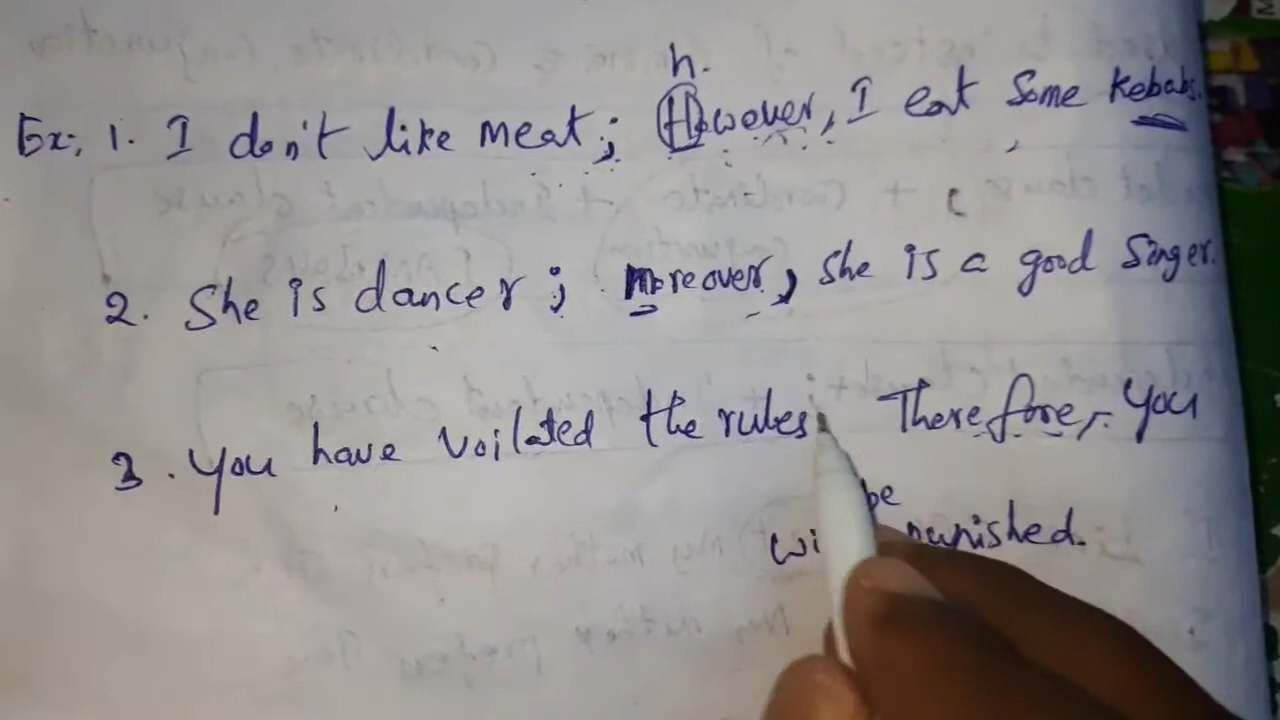 Ex: 1. I don't like meat; However, I eat some kebabs.
h.
2. She is dancer; moreover, she is a good singer.
3. You have voilated the rules; Therefore, you
be
punished.